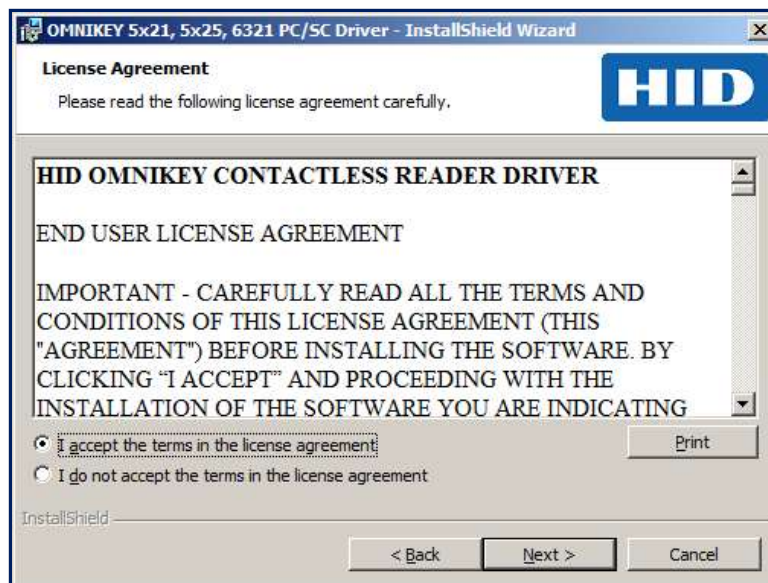 OMNIKEY 5x21, 5x25, 6321 PC/SC Driver - InstallShield Wizard
License Agreement
Please read the following license agreement carefully.
HID
HID OMNIKEY CONTACTLESS READER DRIVER
END USER LICENSE AGREEMENT
IMPORTANT - CAREFULLY READ ALL THE TERMS AND
CONDITIONS OF THIS LICENSE AGREEMENT (THIS
"AGREEMENT") BEFORE INSTALLING THE SOFTWARE. BY
CLICKING “I ACCEPT” AND PROCEEDING WITH THE
INSTALLATION OF THE SOFTWARE YOU ARE INDICATING
I accept the terms in the license agreement
Print
I do not accept the terms in the license agreement
InstallShield
< Back Next > Cancel